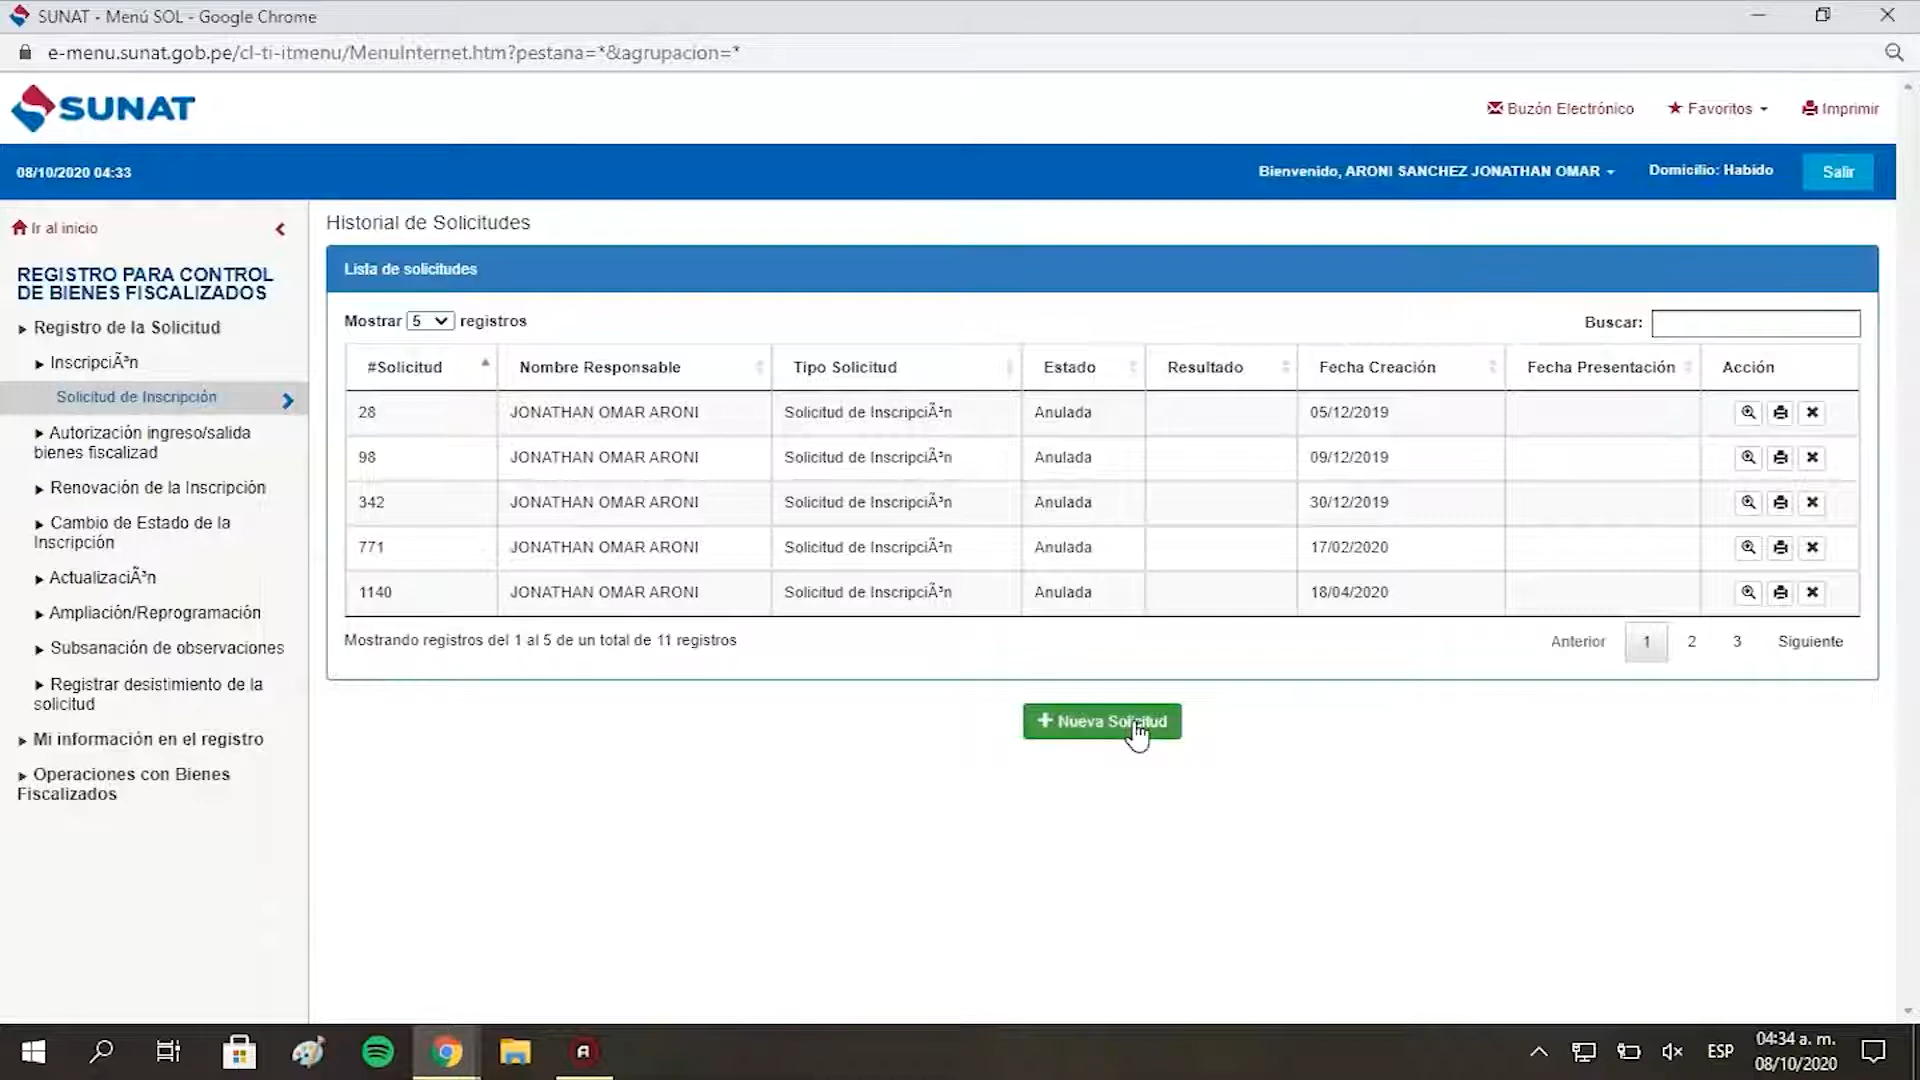 SUNAT - Menú SOL - Google Chrome
e-menu.sunat.gob.pe/cl-ti-itmenu/MenuInternet.htm?pestana=*&agrupacion=*
SUNAT
Buzón Electrónico Favoritos Imprimir
08/10/2020 04:33
Bienvenido, ARONI SANCHEZ JONATHAN OMAR Domicilio: Habido Salir
Ir al inicio
REGISTRO PARA CONTROL
DE BIENES FISCALIZADOS
Registro de la Solicitud
InscripciÃ³n
Solicitud de Inscripción
Autorización ingreso/salida
bienes fiscalizad
Renovación de la Inscripción
Cambio de Estado de la
Inscripción
ActualizaciÃ³n
Ampliación/Reprogramación
Subsanación de observaciones
Registrar desistimiento de la
solicitud
Mi información en el registro
Operaciones con Bienes
Fiscalizados
Historial de Solicitudes
Lista de solicitudes
Mostrar 5 registros
Buscar:
#Solicitud Nombre Responsable Tipo Solicitud Estado Resultado Fecha Creación Fecha Presentación Acción
28 JONATHAN OMAR ARONI Solicitud de InscripciÃ³n Anulada 05/12/2019
98 JONATHAN OMAR ARONI Solicitud de InscripciÃ³n Anulada 09/12/2019
342 JONATHAN OMAR ARONI Solicitud de InscripciÃ³n Anulada 30/12/2019
771 JONATHAN OMAR ARONI Solicitud de InscripciÃ³n Anulada 17/02/2020
1140 JONATHAN OMAR ARONI Solicitud de InscripciÃ³n Anulada 18/04/2020
Mostrando registros del 1 al 5 de un total de 11 registros
Anterior 1 2 3 Siguiente
+ Nueva Solicitud
ESP
04:34 a. m.
08/10/2020